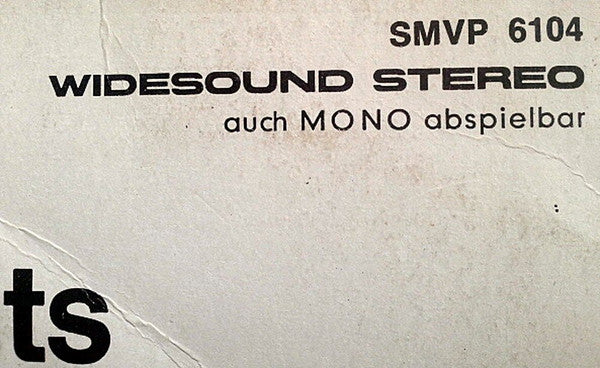 SMVP 6104
WIDESOUND STEREO
auch MONO abspielbar
ts